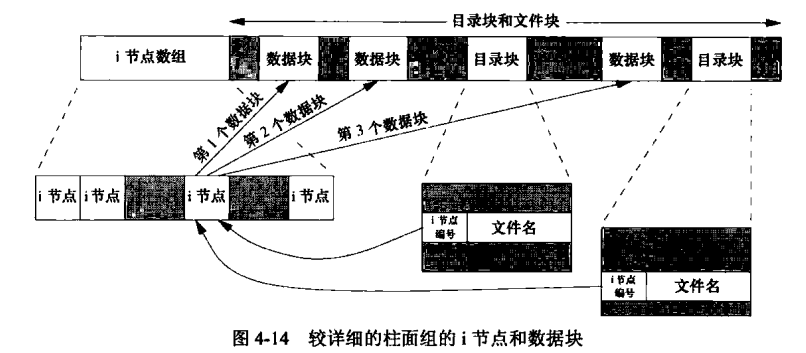 目录块和文件块
i 节点数组
数据块
数据块
目录块
数据块
目录块
第 1 个数据块
第 2 个数据块
第 3 个数据块
i 节点
i 节点
i 节点
i 节点
i 节点
编号
文件名
i 节点
编号
文件名
图 4-14 较详细的柱面组的 i 节点和数据块